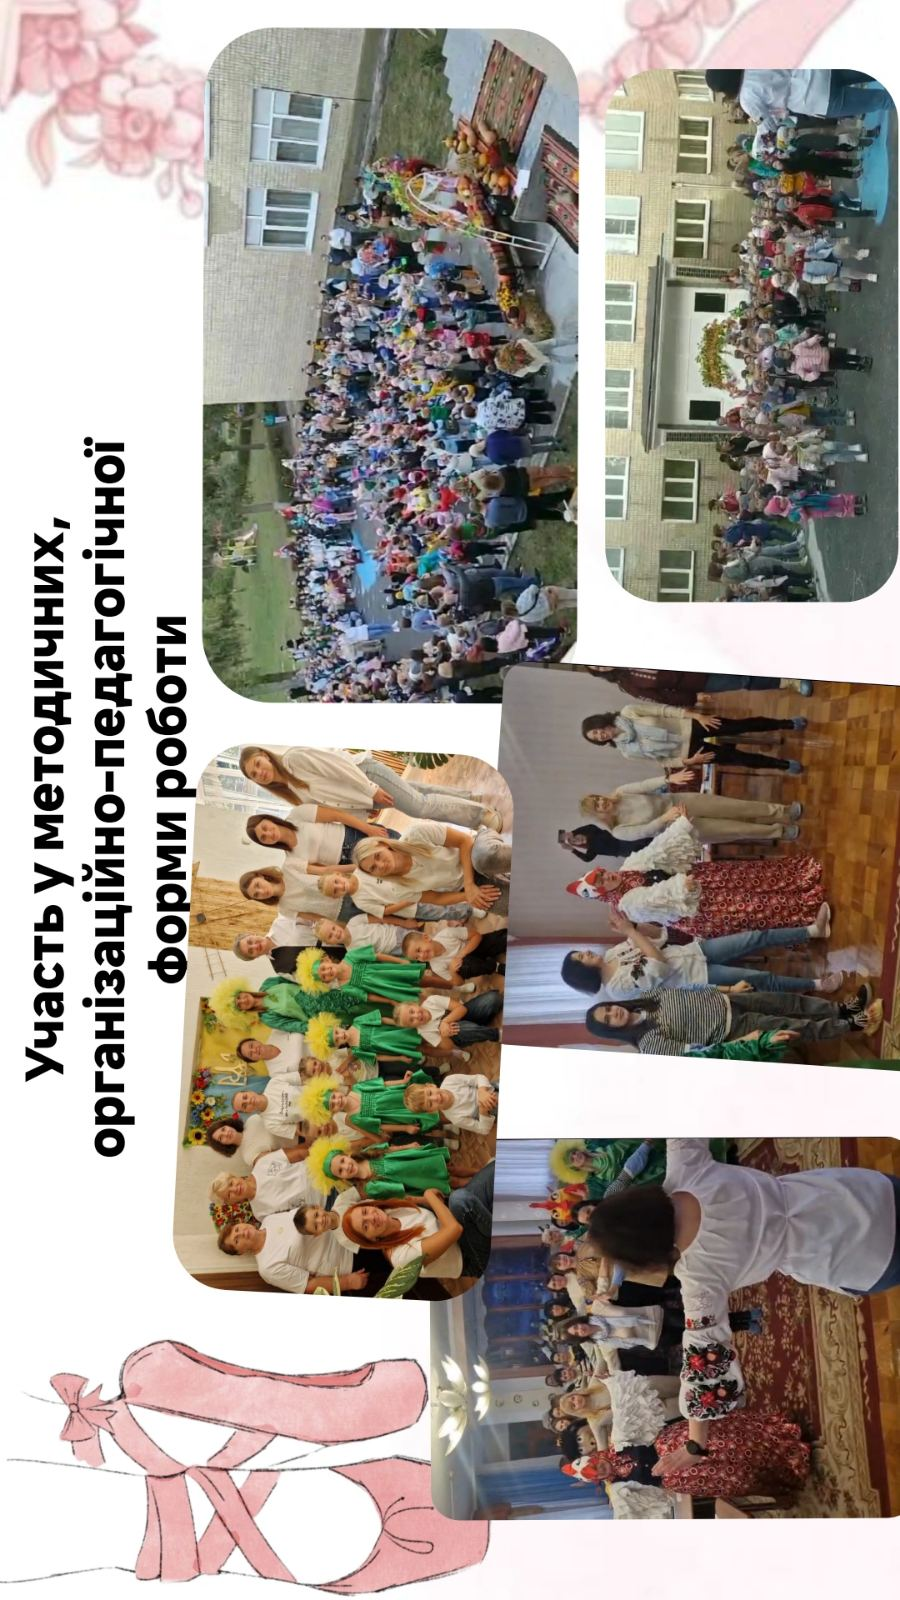 Участь у методичних,
організаційно-педагогічної
форми роботи